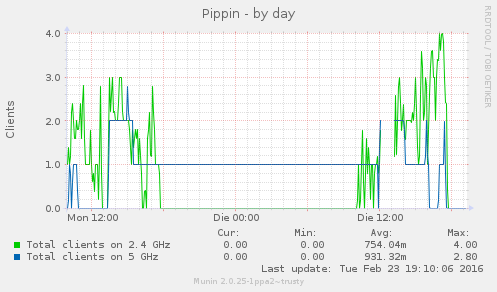 Pippin - by day
RRDTOOL / TOBI OETIKER
Clients
4.0
3.0
2.0
1.0
0.0
Mon 12:00 Die 00:00 Die 12:00
Cur: Min: Avg: Max:
Total clients on 2.4 GHz 0.00 0.00 754.04m 4.00
Total clients on 5 GHz 0.00 0.00 931.32m 2.80
Last update: Tue Feb 23 19:10:06 2016
Munin 2.0.25-1ppa2~trusty